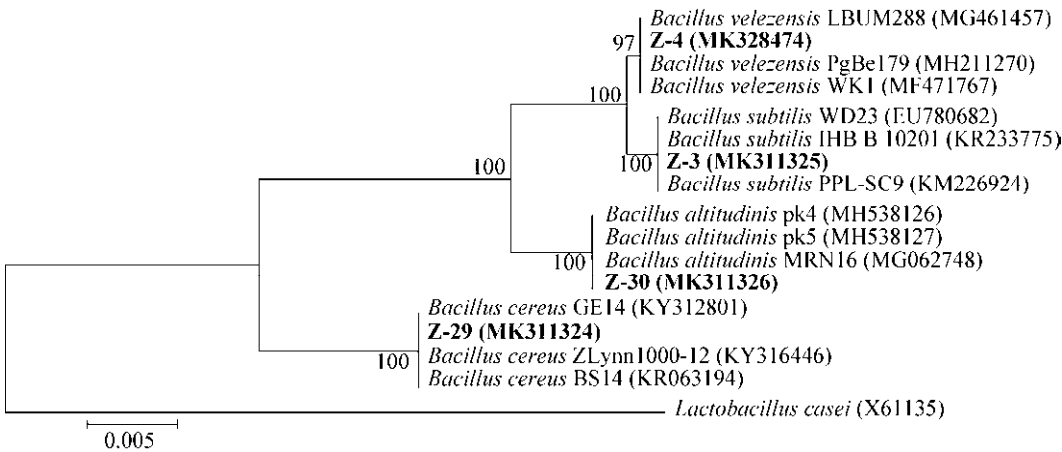 Bacillus velezensis LBUM288 (MG461457)
97
Z-4 (MK328474)
Bacillus velezensis PgBe179 (MH211270)
Bacillus velezensis WK1 (MF471767)
100
Bacillus subtilis WD23 (EU780682)
Bacillus subtilis IHB B 10201 (KR233775)
100
Z-3 (MK311325)
100
Bacillus subtilis PPL-SC9 (KM226924)
Bacillus altitudinis pk4 (MH538126)
Bacillus altitudinis pk5 (MH538127)
100
Bacillus altitudinis MRN16 (MG062748)
Z-30 (MK311326)
Bacillus cereus GE14 (KY312801)
Z-29 (MK311324)
100
Bacillus cereus ZLynn1000-12 (KY316446)
Bacillus cereus BS14 (KR063194)
Lactobacillus casei (X61135)
0.005